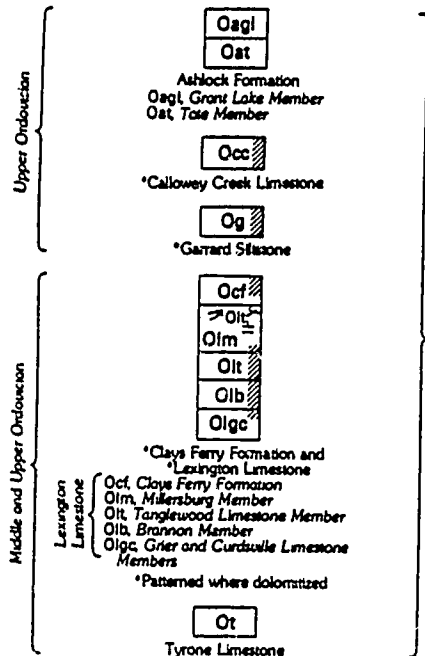 Oagl
Oat
Ashlock Formation
Oagl, Grant Lake Member
Oat, Tate Member
Occ
*Calloway Creek Limestone
Og
*Garrard Siltstone
Upper Ordovician
Ocf
Olt
Olm
Olt
Olb
Olgc
*Clays Ferry Formation and
*Lexington Limestone
Ocf, Clays Ferry Formation
Olm, Millersburg Member
Olt, Tanglewood Limestone Member
Olb, Brannon Member
Olgc, Grier and Curdsville Limestone
Members
Lexington
Limestone
*Patterned where dolomitized
Ot
Tyrone Limestone
Middle and Upper Ordovician